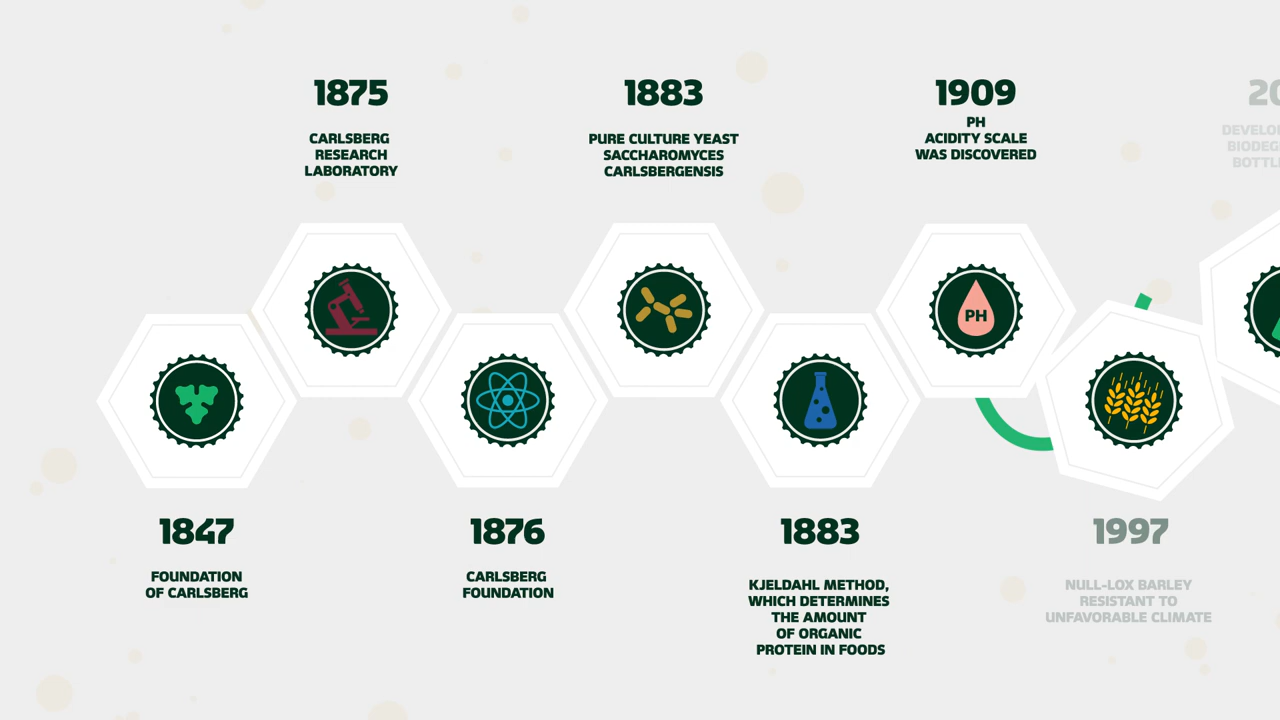 1875
CARLSBERG
RESEARCH
LABORATORY
1883
PURE CULTURE YEAST
SACCHAROMYCES
CARLSBERGENSIS
1909
PH
ACIDITY SCALE
WAS DISCOVERED
PH
1847
FOUNDATION
OF CARLSBERG
1876
CARLSBERG
FOUNDATION
1883
KJELDAHL METHOD,
WHICH DETERMINES
THE AMOUNT
OF ORGANIC
PROTEIN IN FOODS
1997
NULL-LOX BARLEY
RESISTANT TO
UNFAVORABLE CLIMATE